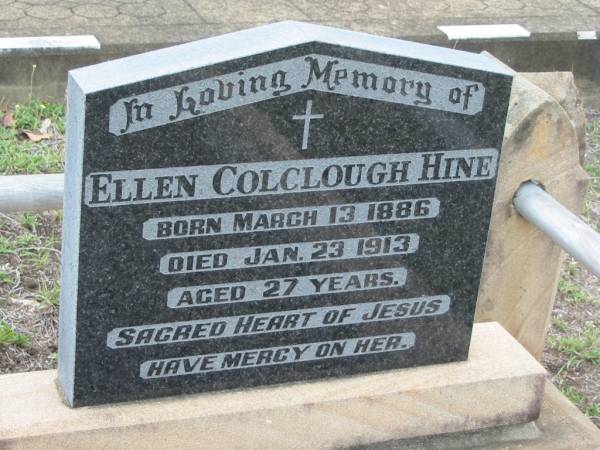 In Loving Memory of
ELLEN COLCLOUGH HINE
BORN MARCH 13 1886
DIED JAN. 23 1913
AGED 27 YEARS.
SACRED HEART OF JESUS
HAVE MERCY ON HER.